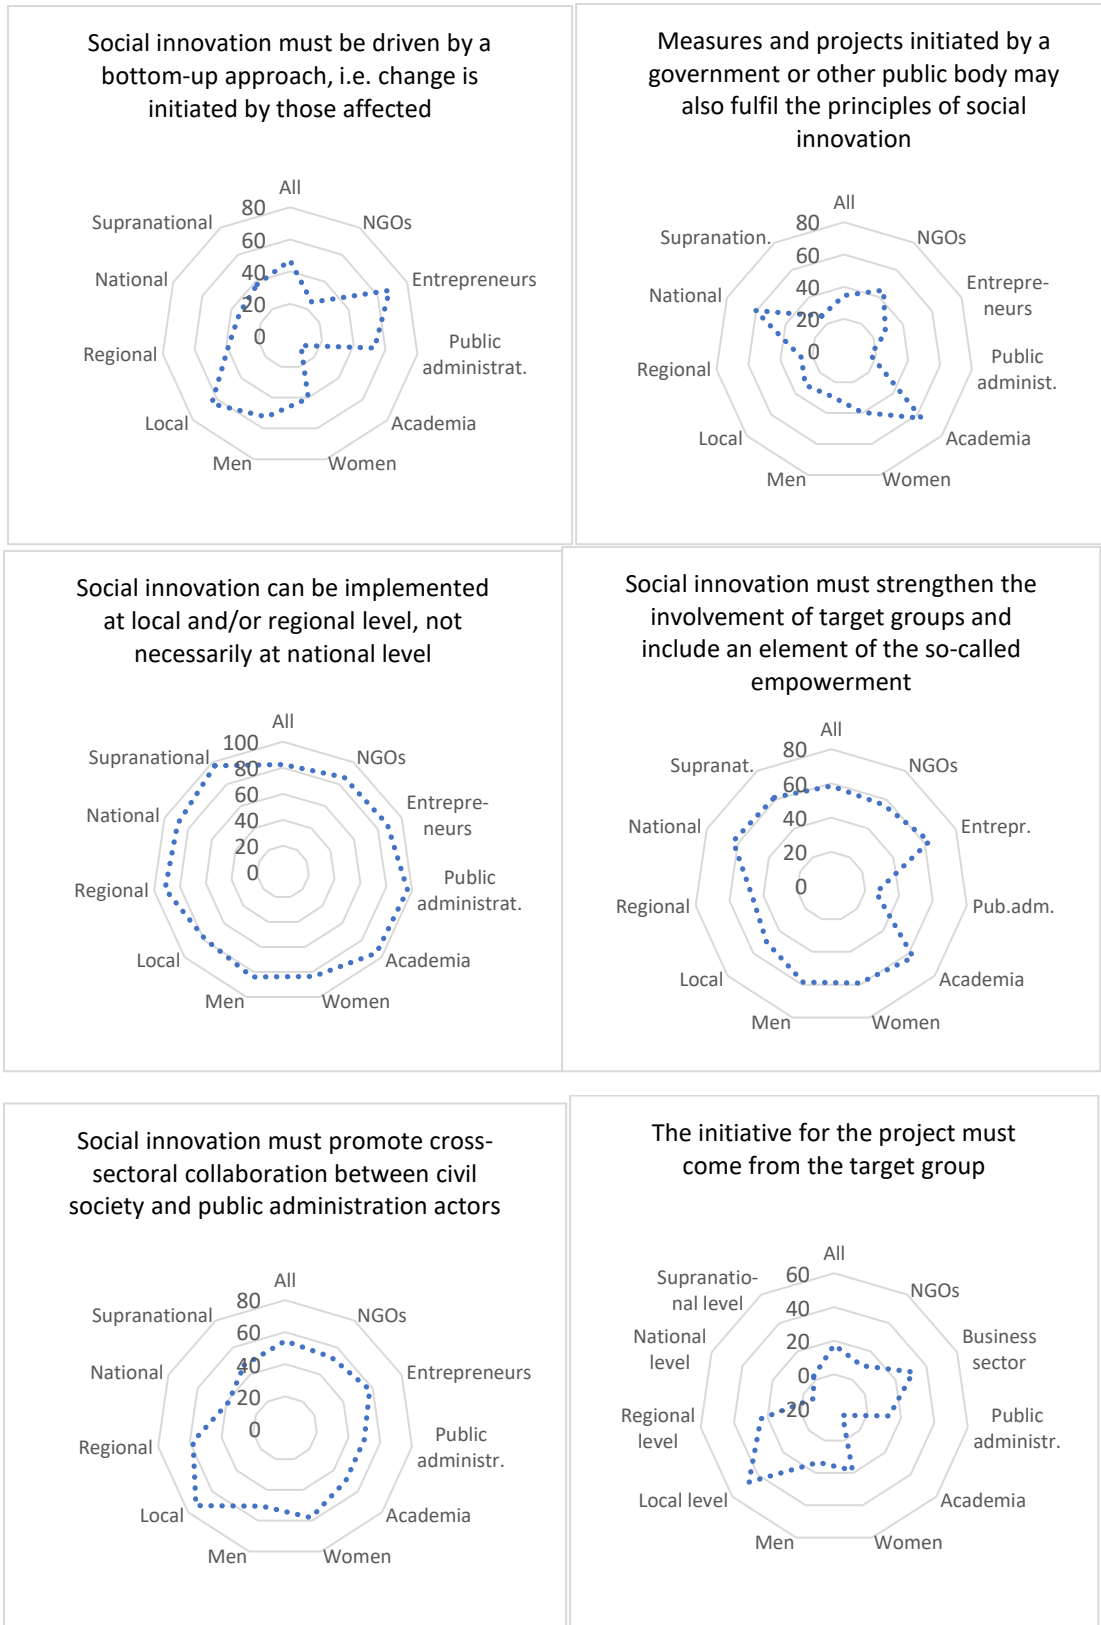 Social innovation must be driven by a
bottom-up approach, i.e. change is
initiated by those affected
All
80
Supranational
NGOs
60
National
40
Entrepreneurs
20
0
Regional
Public
administrat.
Local
Academia
Men
Women
Measures and projects initiated by a
government or other public body may
also fulfil the principles of social
innovation
All
80
Supranation.
NGOs
60
National
40
Entrepre-
neurs
20
0
Regional
Public
administ.
Local
Academia
Men
Women
Social innovation can be implemented
at local and/or regional level, not
necessarily at national level
All
100
Supranational
NGOs
80
60
National
Entrepre-
neurs
40
20
0
Regional
Public
administrat.
Local
Academia
Men
Women
Social innovation must strengthen the
involvement of target groups and
include an element of the so-called
empowerment
All
80
Supranat.
NGOs
60
National
40
Entrepr.
20
0
Regional
Pub.adm.
Local
Academia
Men
Women
Social innovation must promote cross-
sectoral collaboration between civil
society and public administration actors
All
80
Supranational
NGOs
60
National
40
Entrepreneurs
20
0
Regional
Public
administr.
Local
Academia
Men
Women
The initiative for the project must
come from the target group
All
60
Supranatio-
nal level
NGOs
40
National
level
20
Business
sector
0
-20
Regional
level
Public
administr.
Local level
Academia
Men
Women